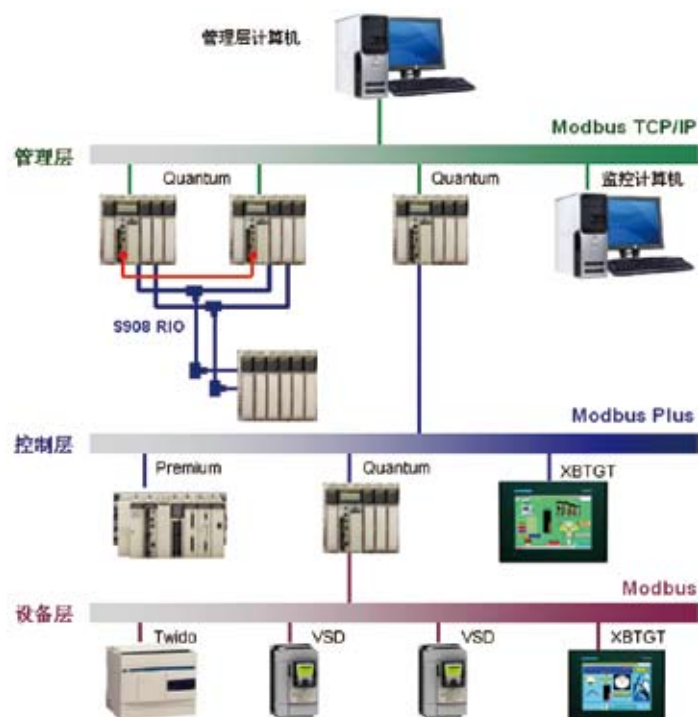 管理层计算机
Modbus TCP/IP
管理层
Quantum
Quantum
监控计算机
S908 RIO
Modbus Plus
控制层
Premium
Quantum
XBTGT
Modbus
设备层
Twido
VSD
VSD
XBTGT